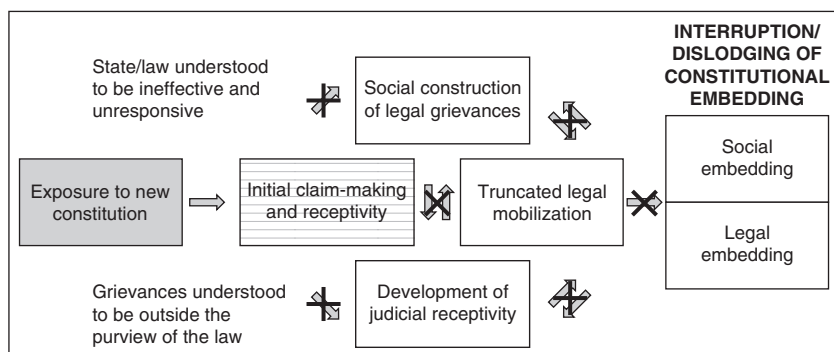 State/law understood
to be ineffective and
unresponsive
Social construction
of legal grievances
INTERRUPTION/
DISLODGING OF
CONSTITUTIONAL
EMBEDDING
Exposure to new
constitution
Initial claim-making
and receptivity
Truncated legal
mobilization
Social
embedding
Legal
embedding
Grievances understood
to be outside the
purview of the law
Development of
judicial receptivity